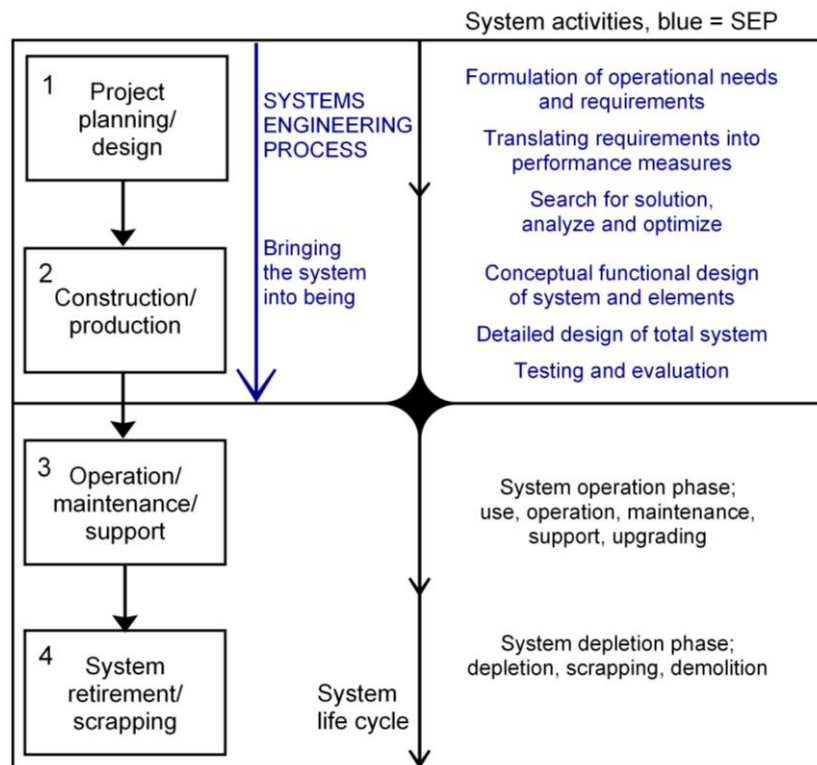 System activities, blue = SEP
1
Project
planning/
design
SYSTEMS
ENGINEERING
PROCESS
Formulation of operational needs
and requirements
Translating requirements into
performance measures
Search for solution,
analyze and optimize
2
Construction/
production
Bringing
the system
into being
Conceptual functional design
of system and elements
Detailed design of total system
Testing and evaluation
3
Operation/
maintenance/
support
System operation phase;
use, operation, maintenance,
support, upgrading
4
System
retirement/
scrapping
System
life cycle
System depletion phase;
depletion, scrapping, demolition